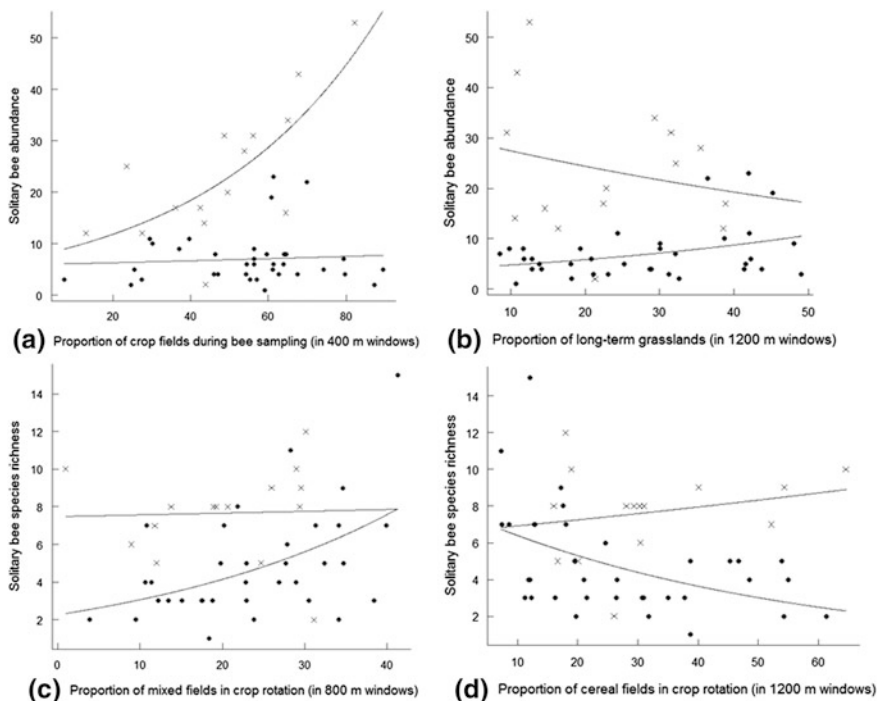 Solitary bee abundance
50
40
30
20
10
0
0 20 40 60 80
(a) Proportion of crop fields during bee sampling (in 400 m windows)
Solitary bee abundance
50
40
30
20
10
0
10 20 30 40 50
(b) Proportion of long-term grasslands (in 1200 m windows)
Solitary bee species richness
14
12
10
8
6
4
2
0 10 20 30 40
(c) Proportion of mixed fields in crop rotation (in 800 m windows)
Solitary bee species richness
14
12
10
8
6
4
2
10 20 30 40 50 60
(d) Proportion of cereal fields in crop rotation (in 1200 m windows)